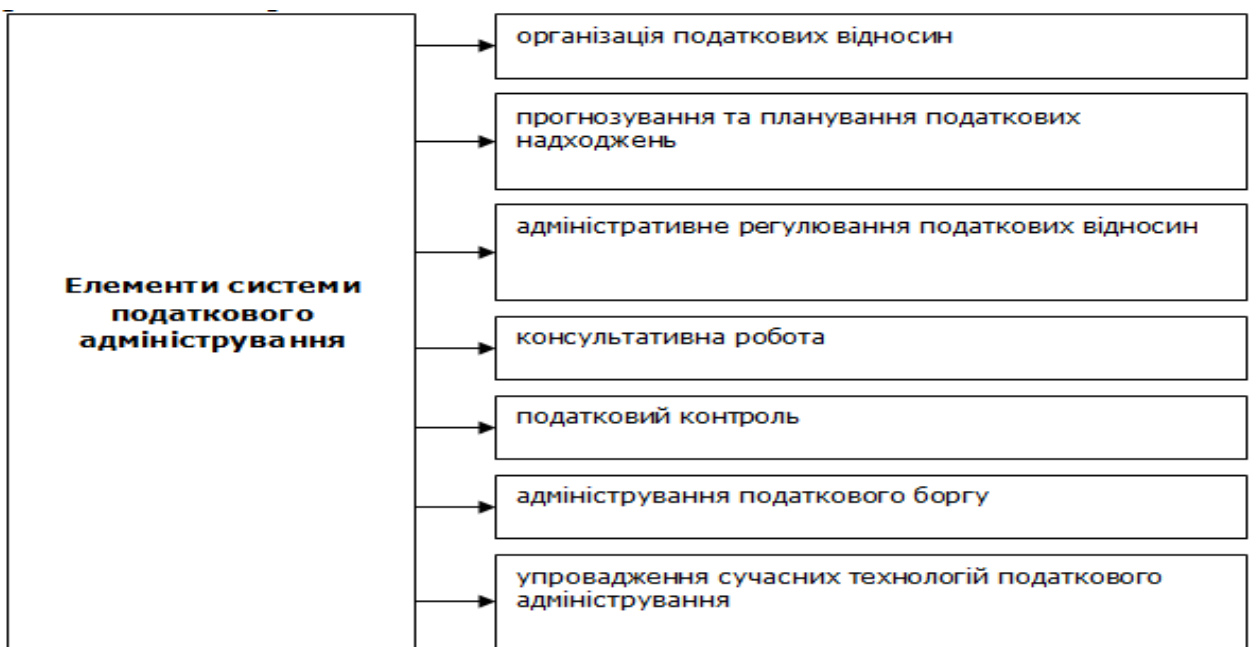 Елементи системи
податкового
адміністрування
організація податкових відносин
прогнозування та планування податкових
надходжень
адміністративне регулювання податкових відносин
консультативна робота
податковий контроль
адміністрування податкового боргу
упровадження сучасних технологій податкового
адміністрування